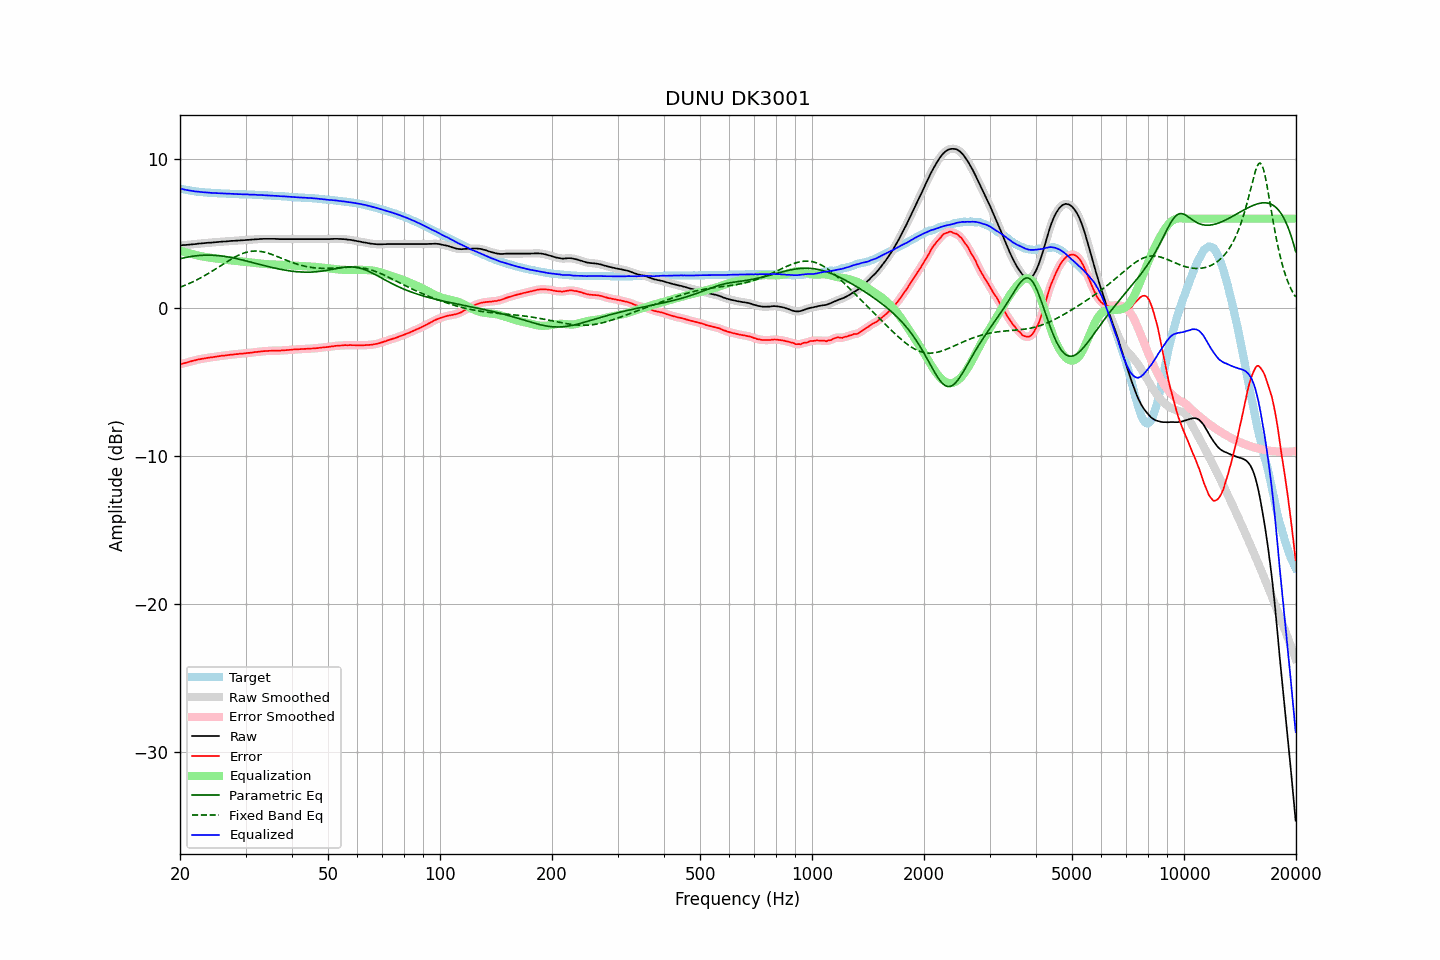 DUNU DK3001
Amplitude (dBr)
10
0
−10
−20
−30
Target
Raw Smoothed
Error Smoothed
Raw
Error
Equalization
Parametric Eq
Fixed Band Eq
Equalized
20 50 100 200 500 1000 2000 5000 10000 20000
Frequency (Hz)